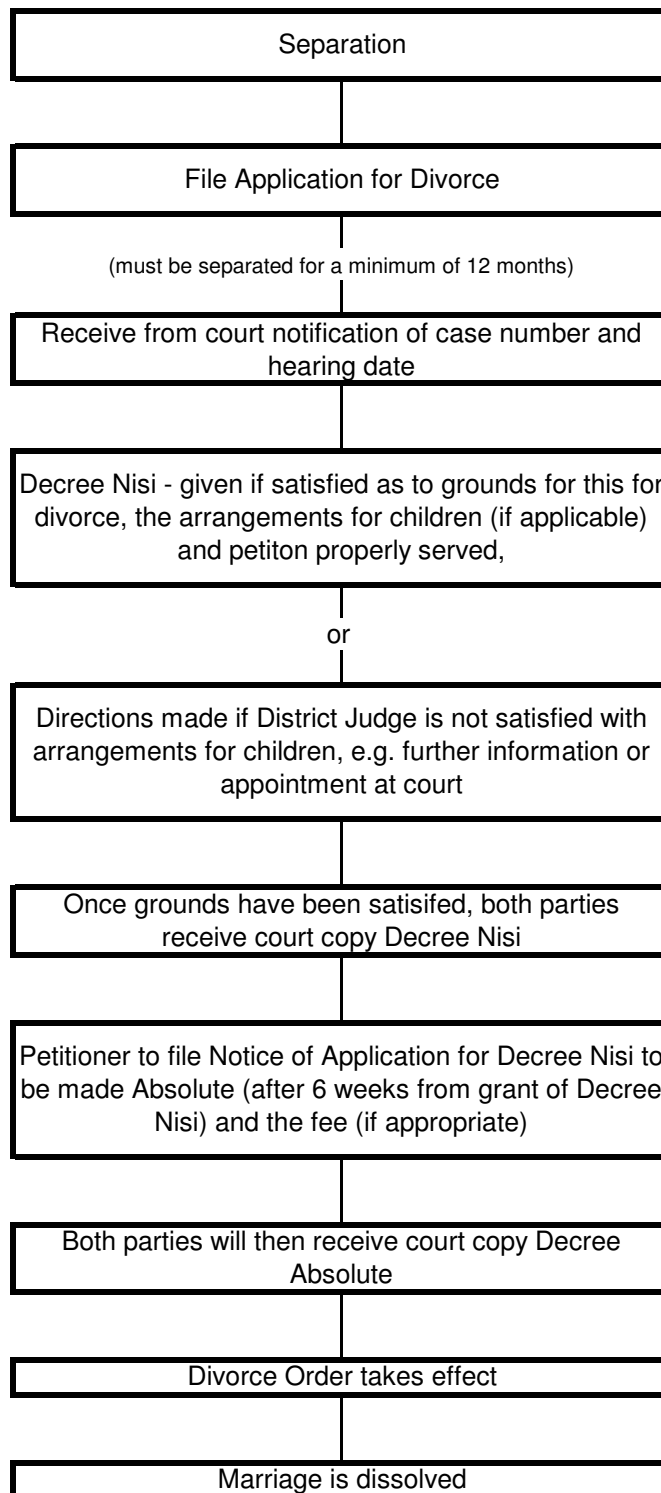 Separation
File Application for Divorce
(must be separated for a minimum of 12 months)
Receive from court notification of case number and
hearing date
Decree Nisi - given if satisfied as to grounds for this for
divorce, the arrangements for children (if applicable)
and petiton properly served,
or
Directions made if District Judge is not satisfied with
arrangements for children, e.g. further information or
appointment at court
Once grounds have been satisifed, both parties
receive court copy Decree Nisi
Petitioner to file Notice of Application for Decree Nisi to
be made Absolute (after 6 weeks from grant of Decree
Nisi) and the fee (if appropriate)
Both parties will then receive court copy Decree
Absolute
Divorce Order takes effect
Marriage is dissolved